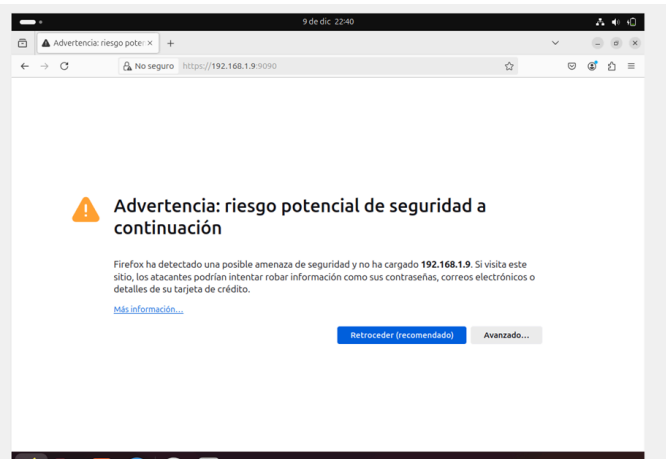 9 de dic 22:40
Advertencia: riesgo poter
No seguro https://192.168.1.9:9090
Advertencia: riesgo potencial de seguridad a
continuación
Firefox ha detectado una posible amenaza de seguridad y no ha cargado 192.168.1.9. Si visita este
sitio, los atacantes podrían intentar robar información como sus contraseñas, correos electrónicos o
detalles de su tarjeta de crédito.
Más información...
Retroceder (recomendado) Avanzado...